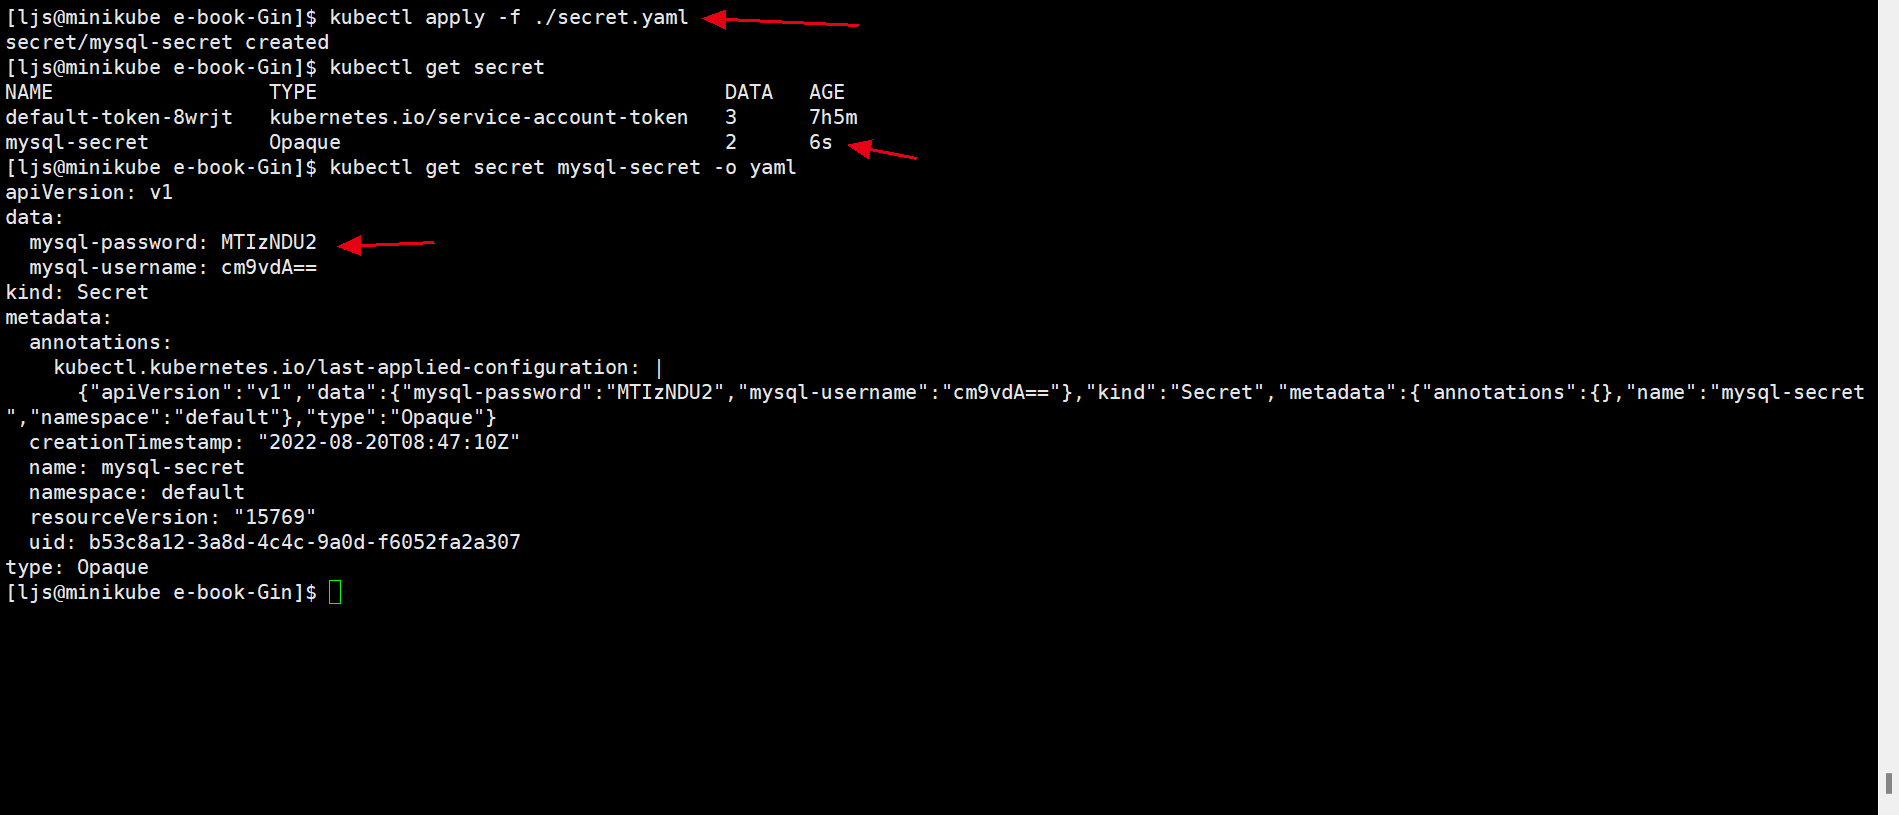 [ljs@minikube e-book-Gin]$ kubectl apply -f ./secret.yaml
secret/mysql-secret created
[ljs@minikube e-book-Gin]$ kubectl get secret
NAME                  TYPE                                  DATA   AGE
default-token-8wrjt   kubernetes.io/service-account-token   3      7h5m
mysql-secret          Opaque                                2      6s
[ljs@minikube e-book-Gin]$ kubectl get secret mysql-secret -o yaml
apiVersion: v1
data:
  mysql-password: MTIzNDU2
  mysql-username: cm9vdA==
kind: Secret
metadata:
  annotations:
    kubectl.kubernetes.io/last-applied-configuration: |
      {"apiVersion":"v1","data":{"mysql-password":"MTIzNDU2","mysql-username":"cm9vdA=="},"kind":"Secret","metadata":{"annotations":{},"name":"mysql-secret
","namespace":"default"},"type":"Opaque"}
  creationTimestamp: "2022-08-20T08:47:10Z"
  name: mysql-secret
  namespace: default
  resourceVersion: "15769"
  uid: b53c8a12-3a8d-4c4c-9a0d-f6052fa2a307
type: Opaque
[ljs@minikube e-book-Gin]$